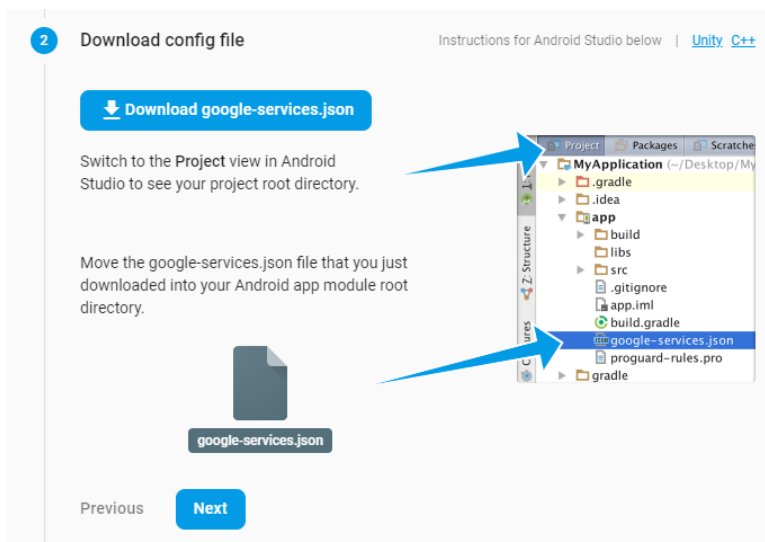 2
Download config file
Instructions for Android Studio below | Unity C++
Download google-services.json
Switch to the Project view in Android
Studio to see your project root directory.
Move the google-services.json file that you just
downloaded into your Android app module root
directory.
google-services.json
Project Packages Scratche
MyApplication (~/Desktop/My
.gradle
.idea
app
build
libs
src
.gitignore
app.iml
build.gradle
google-services.json
proguard-rules.pro
gradle
Z: Structure
Previous
Next